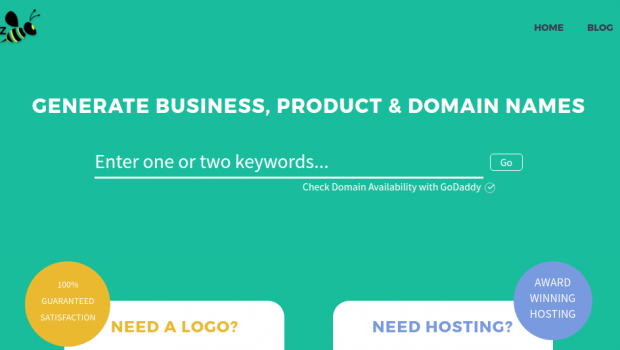 Z
HOME
BLOG
GENERATE BUSINESS, PRODUCT & DOMAIN NAMES
Enter one or two keywords...
Go
Check Domain Availability with GoDaddy
100%
GUARANTEED
SATISFACTION
NEED A LOGO?
AWARD
WINNING
HOSTING
NEED HOSTING?